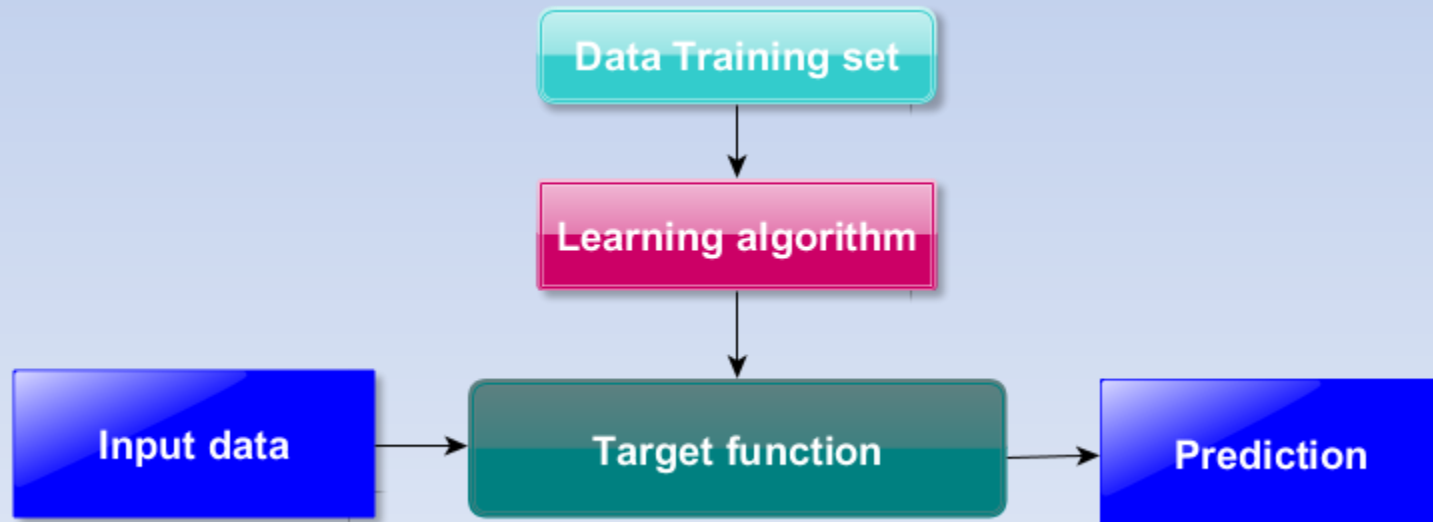 Data Training set
Learning algorithm
Input data
Target function
Prediction